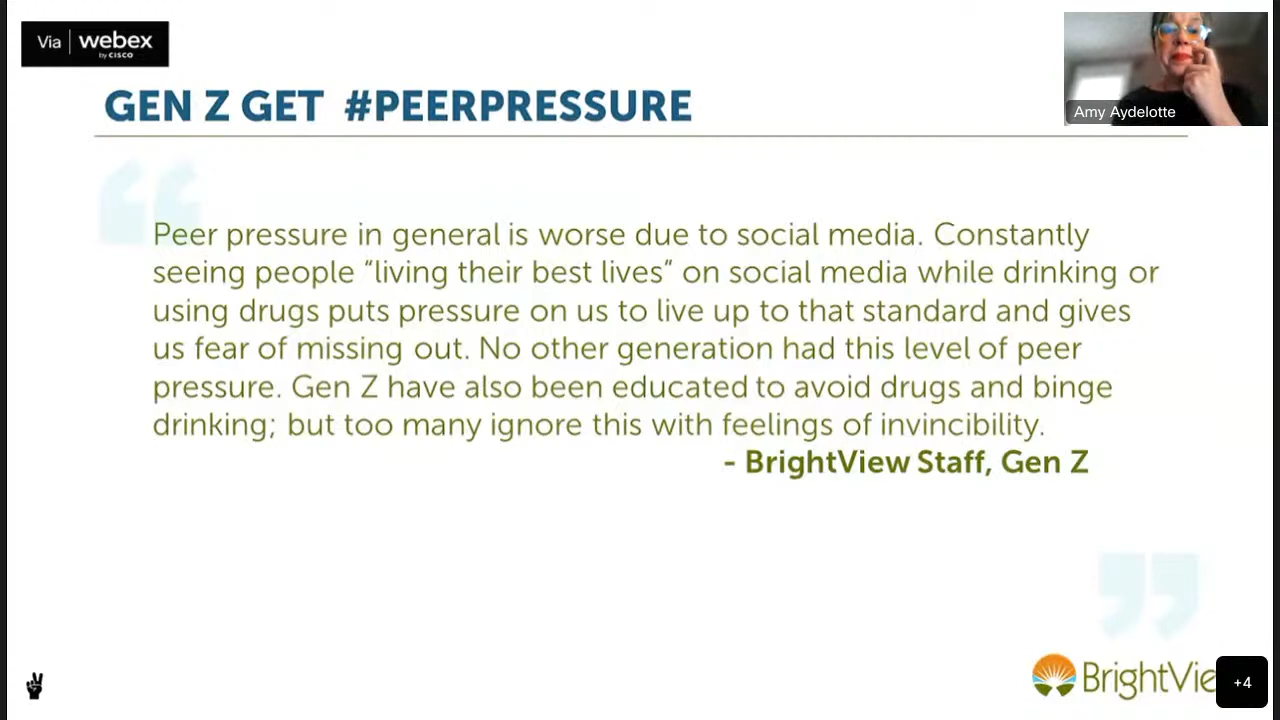 Via webex
by CISCO
GEN Z GET #PEERPRESSURE
Amy Aydelotte
“
Peer pressure in general is worse due to social media. Constantly
seeing people “living their best lives” on social media while drinking or
using drugs puts pressure on us to live up to that standard and gives
us fear of missing out. No other generation had this level of peer
pressure. Gen Z have also been educated to avoid drugs and binge
drinking; but too many ignore this with feelings of invincibility.
- BrightView Staff, Gen Z
”
BrightVie
+4